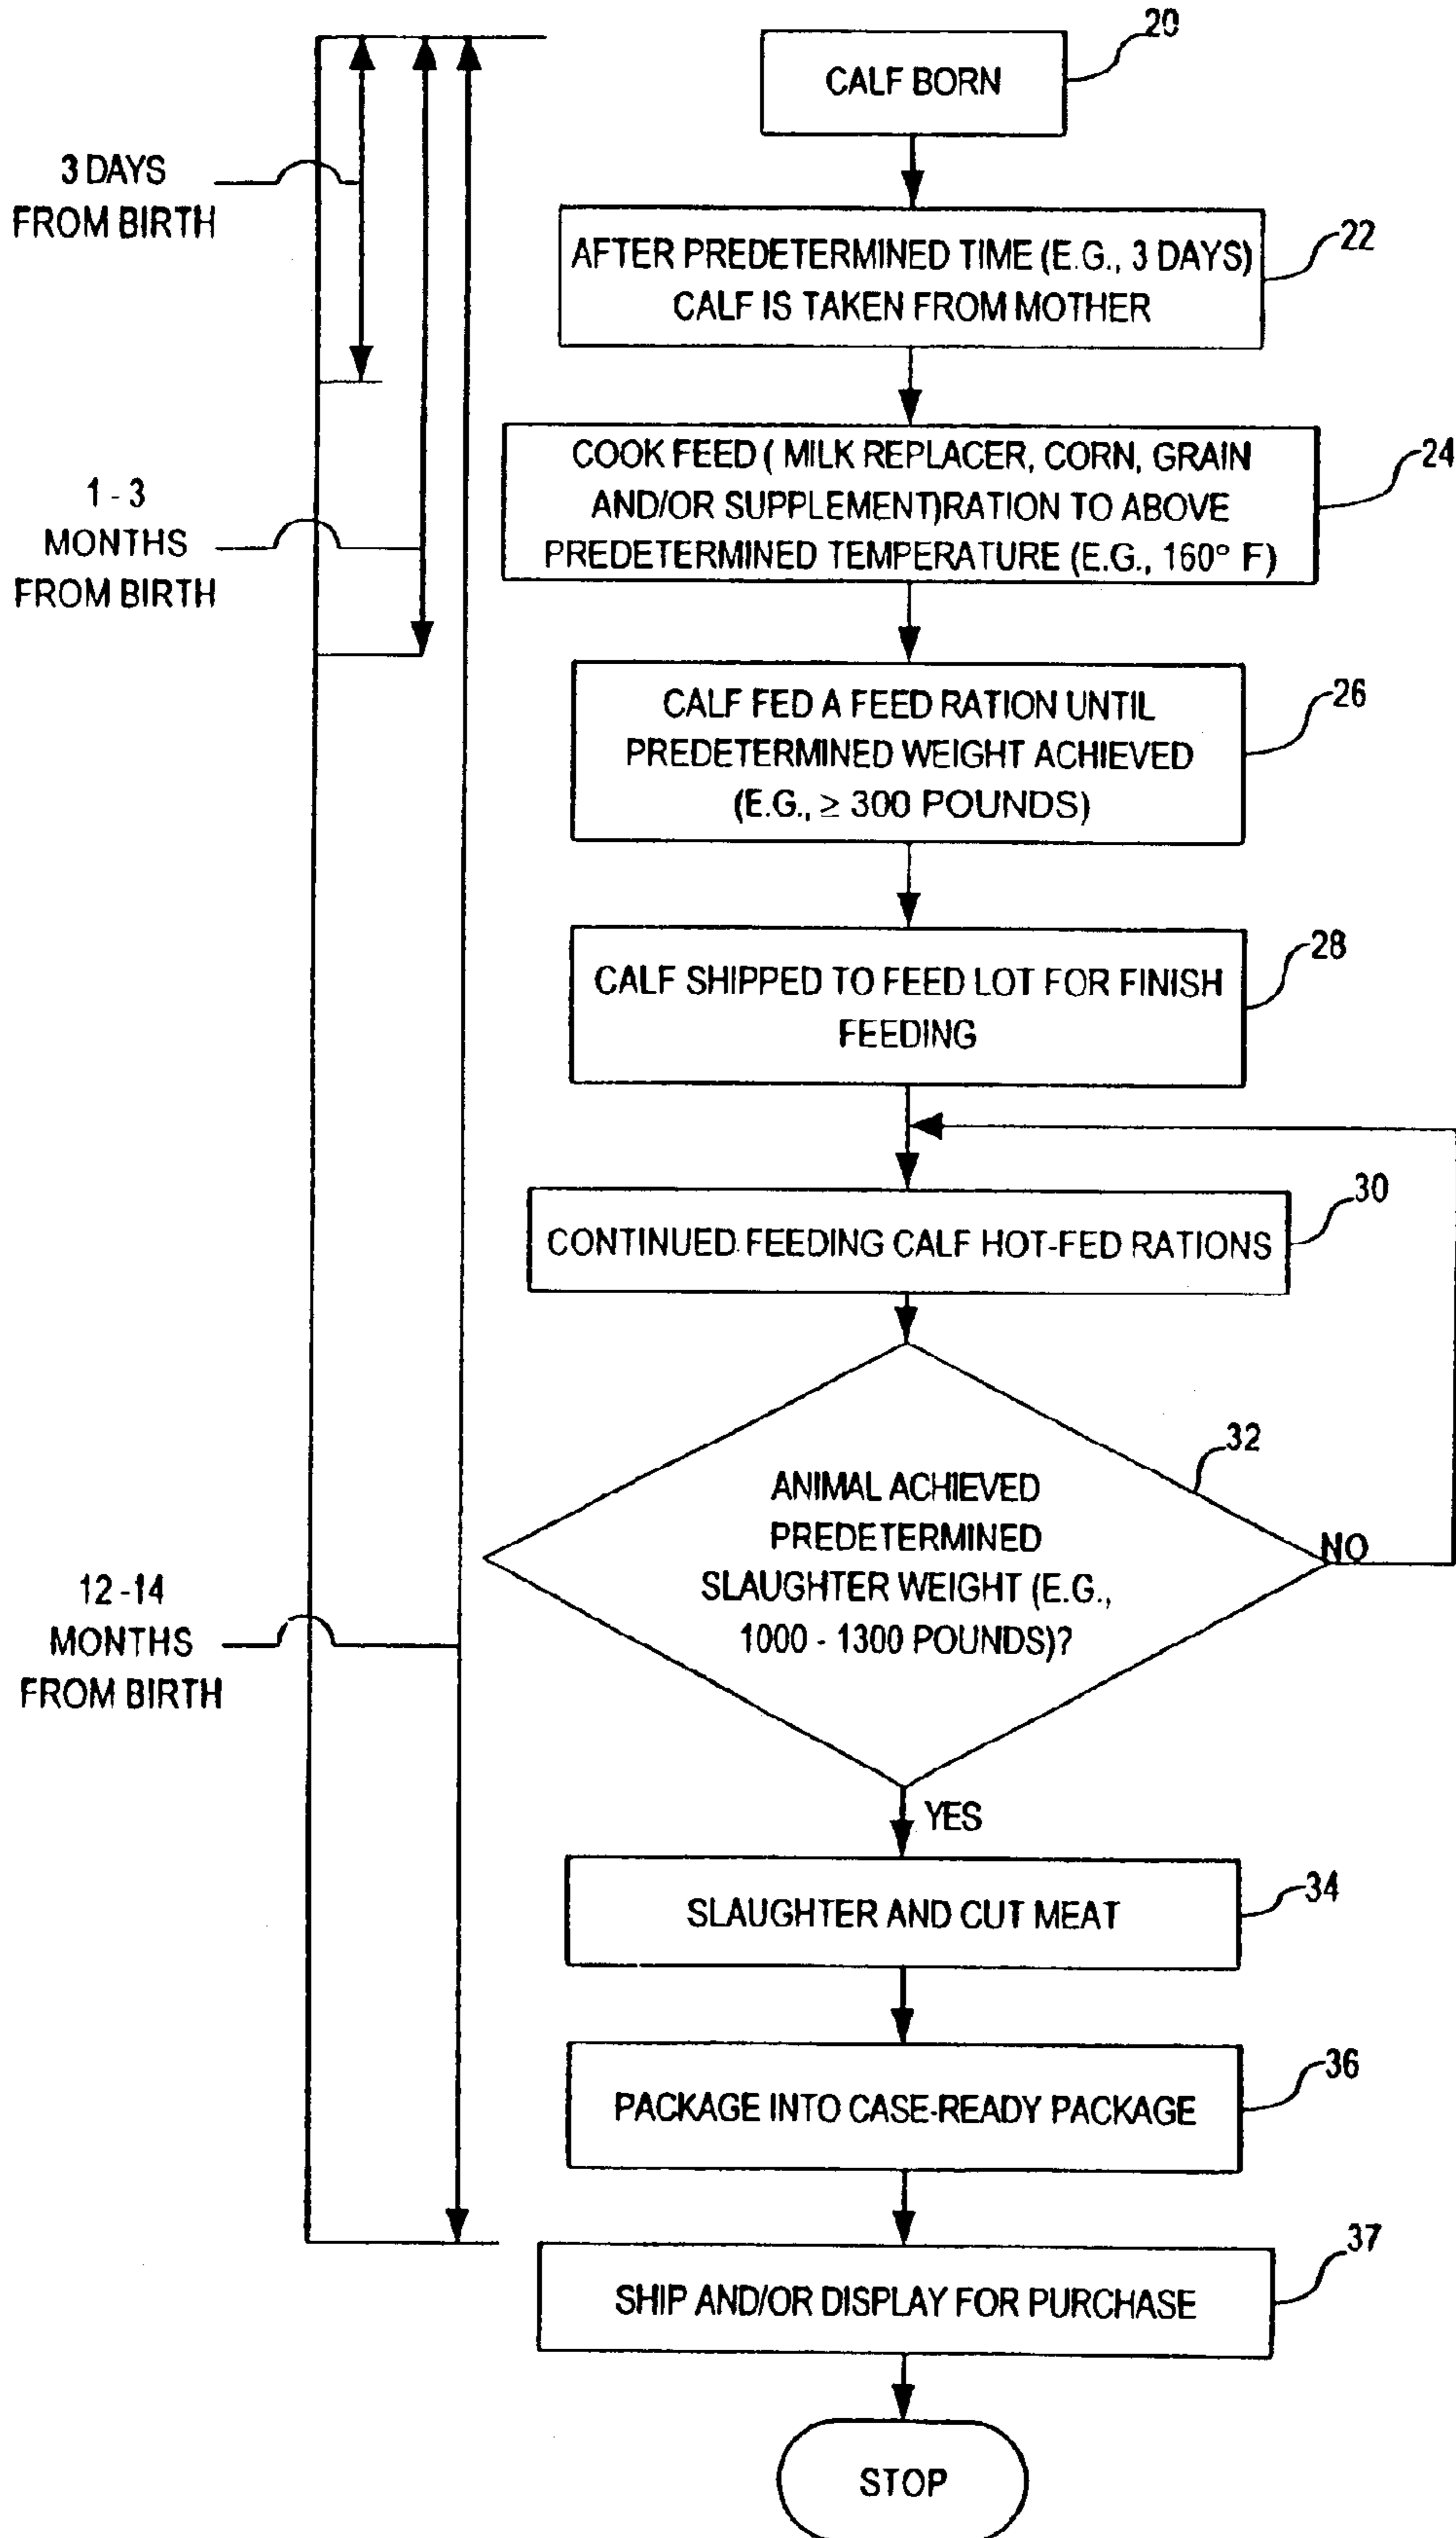 20
CALF BORN
3 DAYS
FROM BIRTH
22
AFTER PREDETERMINED TIME (E.G., 3 DAYS)
CALF IS TAKEN FROM MOTHER
24
COOK FEED ( MILK REPLACER, CORN, GRAIN
AND/OR SUPPLEMENT)RATION TO ABOVE
PREDETERMINED TEMPERATURE (E.G., 160° F)
1 - 3
MONTHS
FROM BIRTH
26
CALF FED A FEED RATION UNTIL
PREDETERMINED WEIGHT ACHIEVED
(E.G., ≥ 300 POUNDS)
28
CALF SHIPPED TO FEED LOT FOR FINISH
FEEDING
30
CONTINUED FEEDING CALF HOT-FED RATIONS
32
ANIMAL ACHIEVED
PREDETERMINED
SLAUGHTER WEIGHT (E.G.,
1000 - 1300 POUNDS)?
NO
12 -14
MONTHS
FROM BIRTH
YES
34
SLAUGHTER AND CUT MEAT
36
PACKAGE INTO CASE-READY PACKAGE
37
SHIP AND/OR DISPLAY FOR PURCHASE
STOP